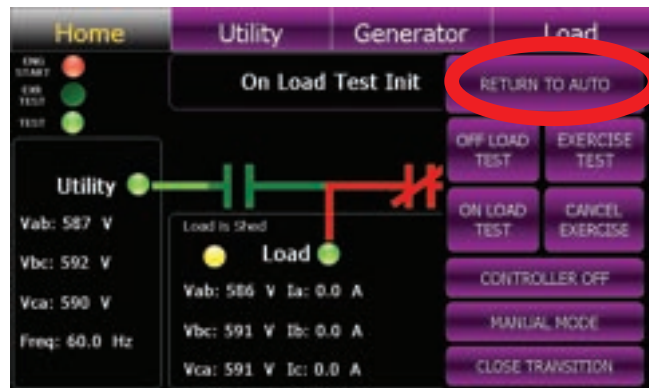 Home Utility Generator Load
ENG
START
EXR
TEST
TEST
On Load Test Init
RETURN TO AUTO
OFF LOAD
TEST
EXERCISE
TEST
ON LOAD
TEST
CANCEL
EXERCISE
CONTROLLER OFF
MANUAL MODE
CLOSE TRANSITION
Utility
Vab: 587 V
Vbc: 592 V
Vca: 590 V
Freq: 60.0 Hz
Load is Shed
Load
Vab: 586 V Ia: 0.0 A
Vbc: 591 V Ib: 0.0 A
Vca: 591 V Ic: 0.0 A